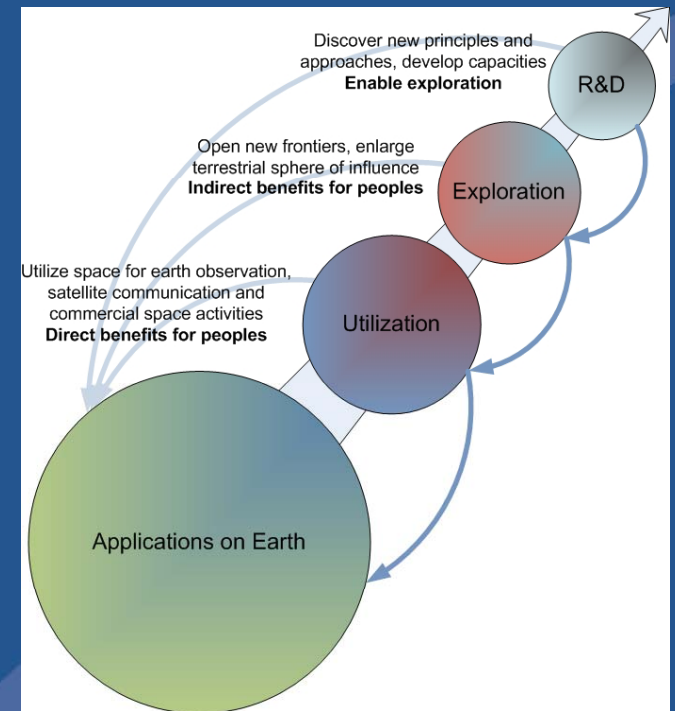 Discover new principles and
approaches, develop capacities
Enable exploration
R&D
Open new frontiers, enlarge
terrestrial sphere of influence
Indirect benefits for peoples
Exploration
Utilize space for earth observation,
satellite communication and
commercial space activities
Direct benefits for peoples
Utilization
Applications on Earth